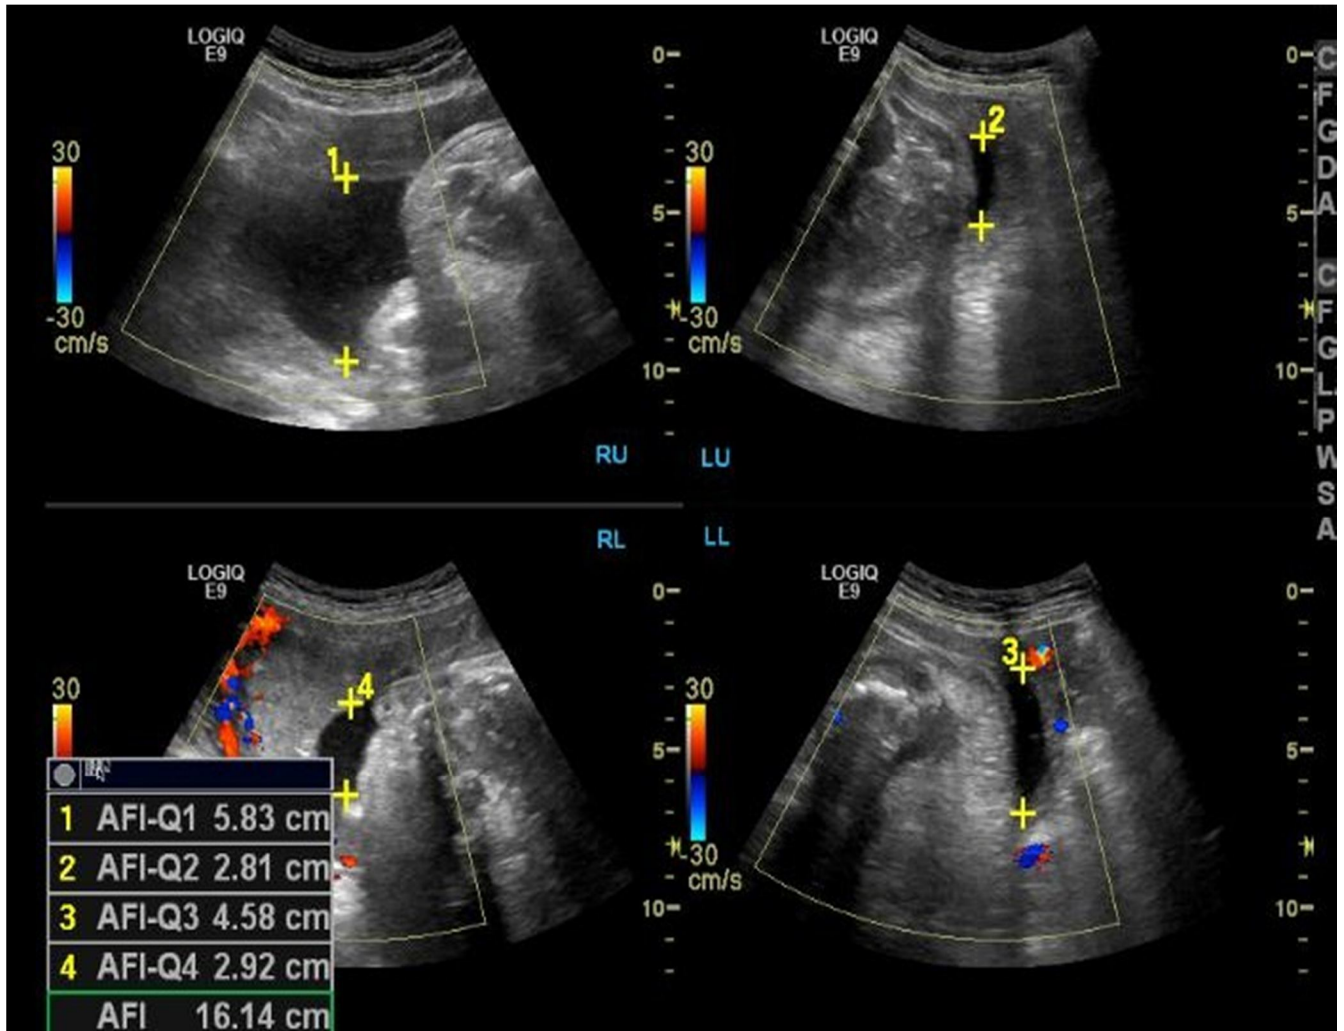 LOGIQ
E9
1
30
-30
cm/s
0
5
10
LOGIQ
E9
2
30
-30
cm/s
0
5
10
C
F
G
D
A
C
F
G
L
P
W
S
A
RU
LU
RL
LL
LOGIQ
E9
4
30
0
5
10
LOGIQ
E9
3
30
-30
cm/s
0
5
10
1 AFI-Q1 5.83 cm
2 AFI-Q2 2.81 cm
3 AFI-Q3 4.58 cm
4 AFI-Q4 2.92 cm
AFI 16.14 cm